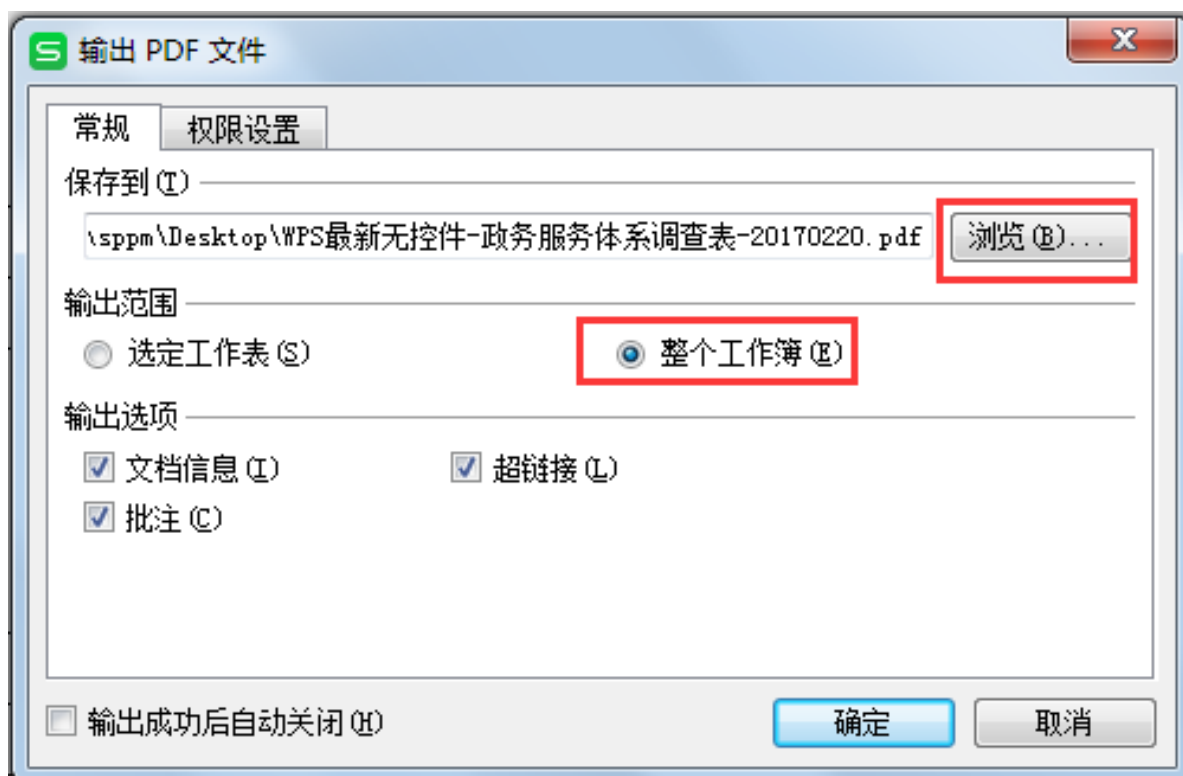 输出 PDF 文件
常规 权限设置
保存到(T)
\sppm\Desktop\WPS最新无控件-政务服务体系调查表-20170220.pdf 浏览(B)...
输出范围
选定工作表(S) 整个工作簿(E)
输出选项
文档信息(I) 超链接(L)
批注(C)
输出成功后自动关闭(H) 确定 取消